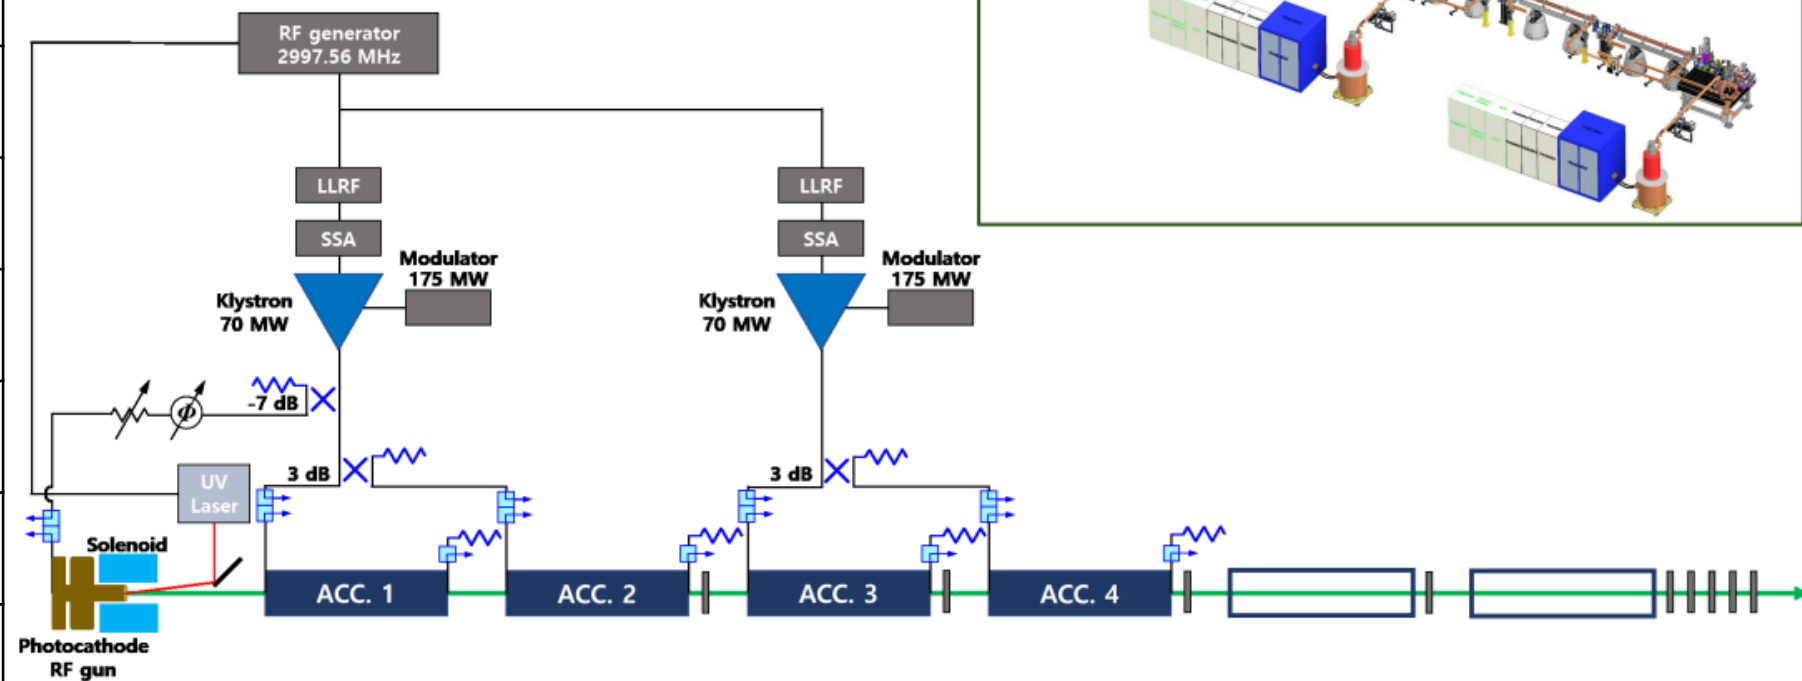 RF generator
2997.56 MHz
LLRF
LLRF
SSA
SSA
Modulator
175 MW
Modulator
175 MW
Klystron
70 MW
Klystron
70 MW
-7 dB
ϕ
3 dB
3 dB
UV
Laser
Solenoid
ACC. 1
ACC. 2
ACC. 3
ACC. 4
Photocathode
RF gun